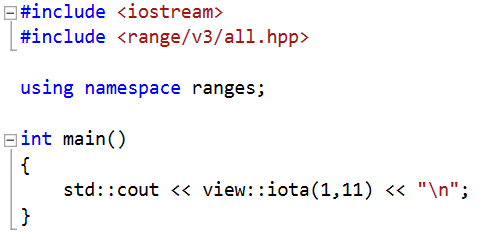 #include <iostream>
#include <range/v3/all.hpp>
using namespace ranges;
int main()
{
std::cout << view::iota(1,11) << "\n";
}